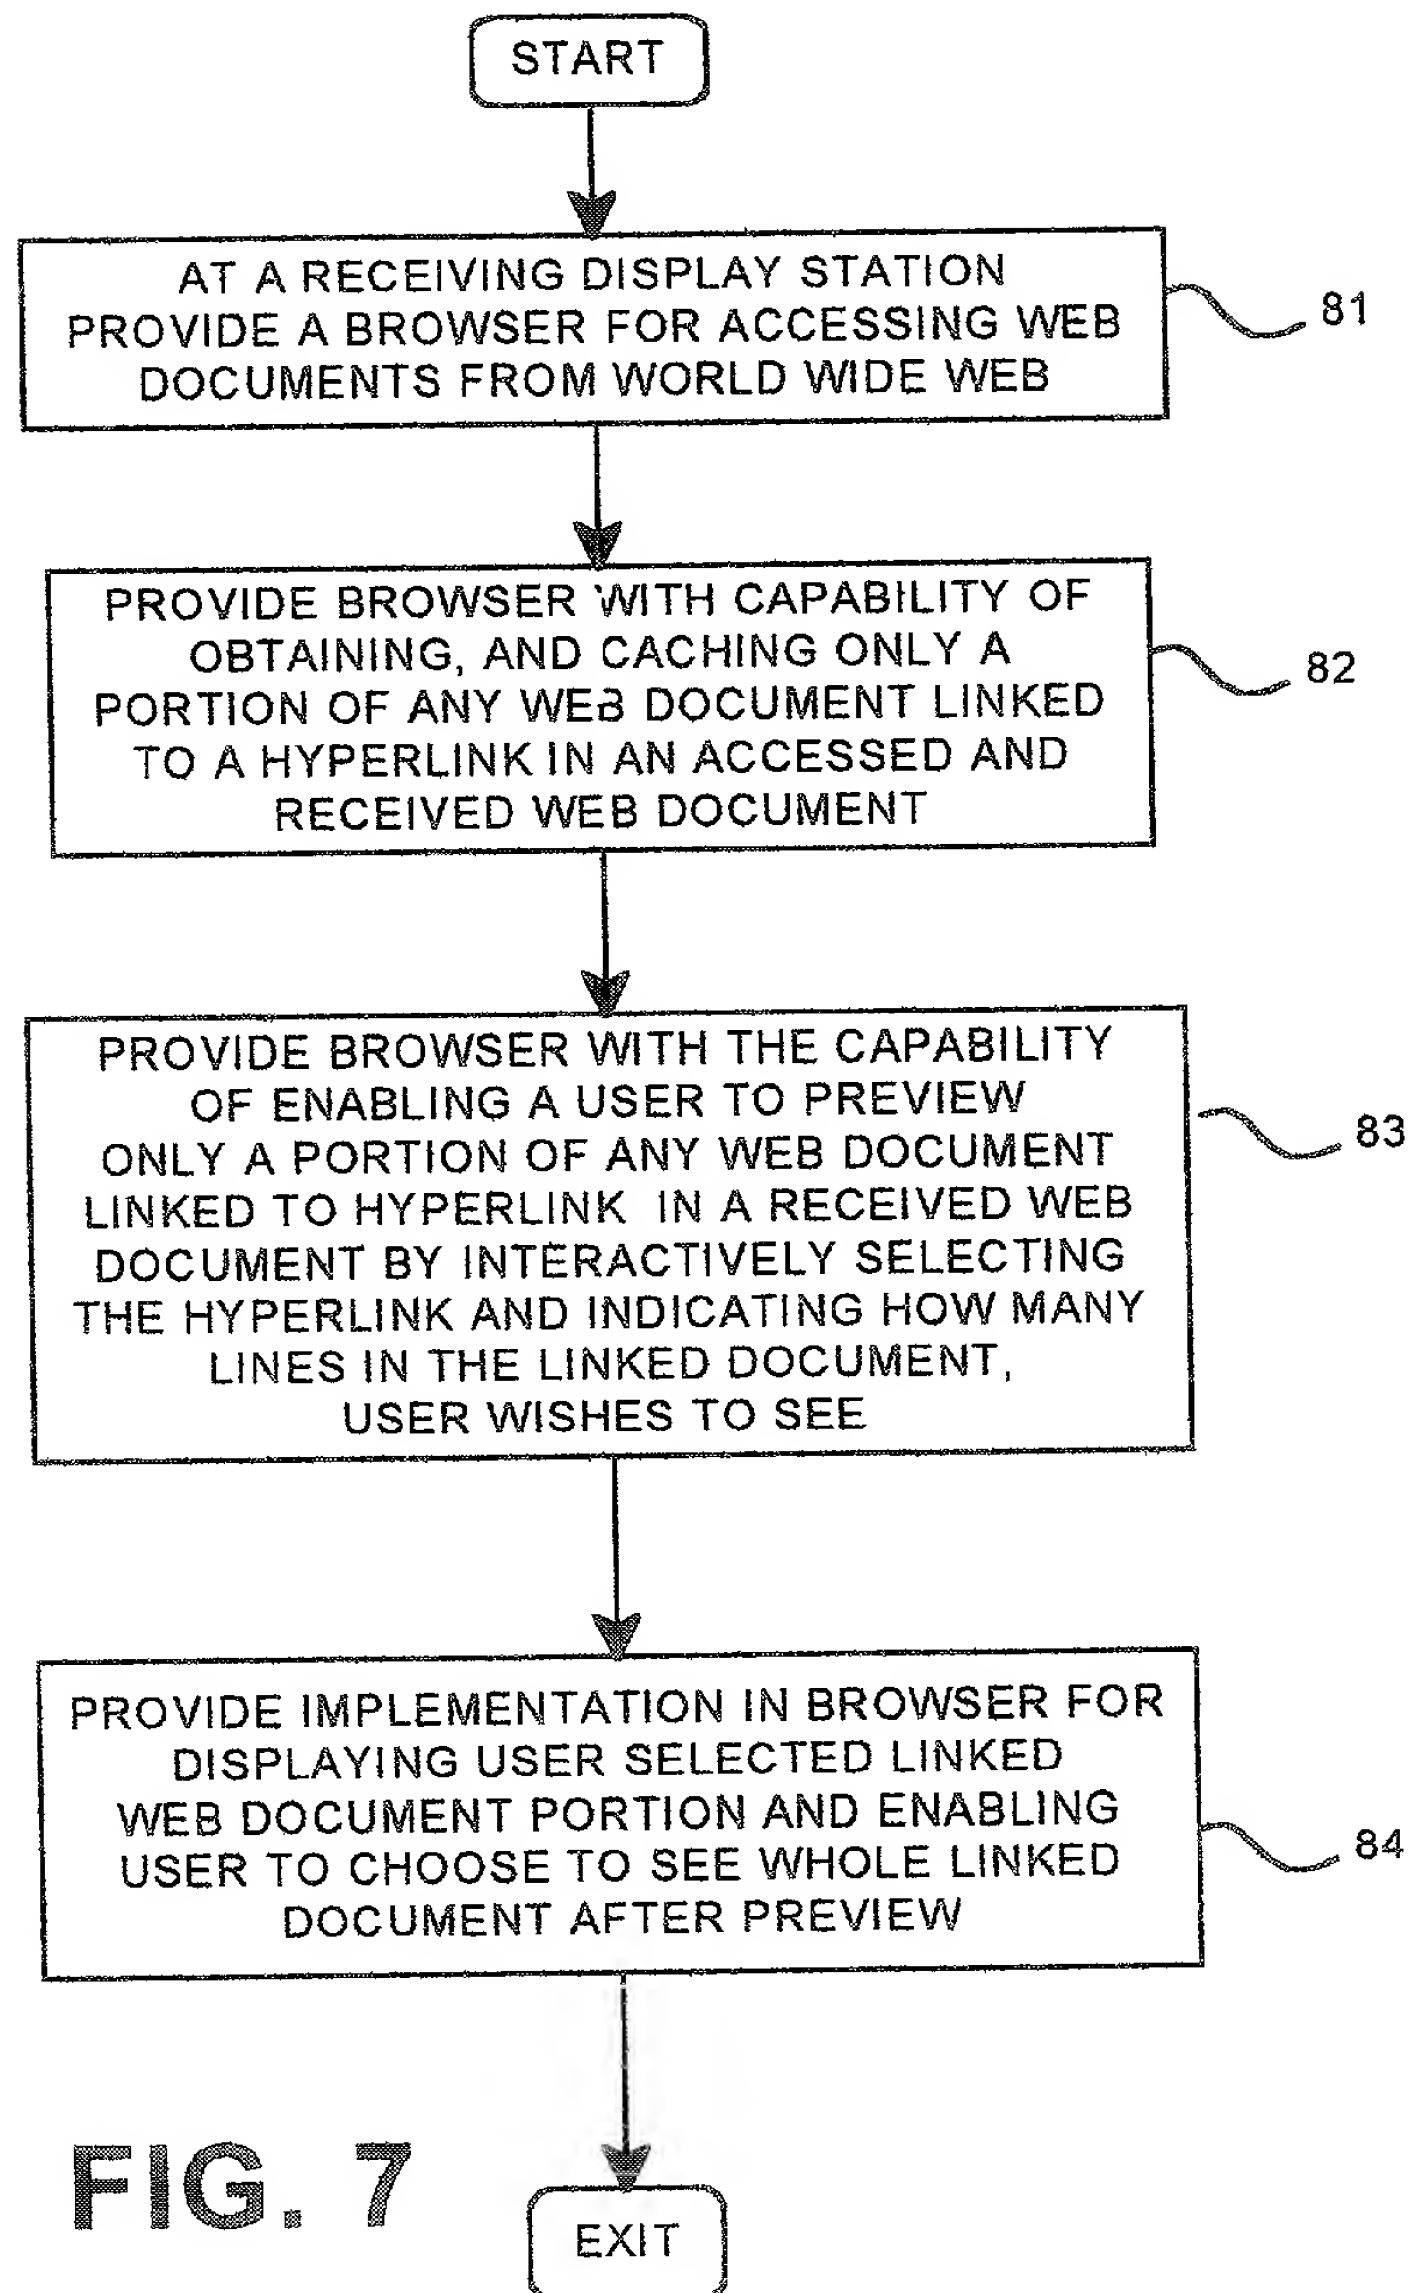 START
AT A RECEIVING DISPLAY STATION
PROVIDE A BROWSER FOR ACCESSING WEB
DOCUMENTS FROM WORLD WIDE WEB
81
PROVIDE BROWSER WITH CAPABILITY OF
OBTAINING, AND CACHING ONLY A
PORTION OF ANY WEB DOCUMENT LINKED
TO A HYPERLINK IN AN ACCESSED AND
RECEIVED WEB DOCUMENT
82
PROVIDE BROWSER WITH THE CAPABILITY
OF ENABLING A USER TO PREVIEW
ONLY A PORTION OF ANY WEB DOCUMENT
LINKED TO HYPERLINK IN A RECEIVED WEB
DOCUMENT BY INTERACTIVELY SELECTING
THE HYPERLINK AND INDICATING HOW MANY
LINES IN THE LINKED DOCUMENT,
USER WISHES TO SEE
83
PROVIDE IMPLEMENTATION IN BROWSER FOR
DISPLAYING USER SELECTED LINKED
WEB DOCUMENT PORTION AND ENABLING
USER TO CHOOSE TO SEE WHOLE LINKED
DOCUMENT AFTER PREVIEW
84
FIG. 7
EXIT